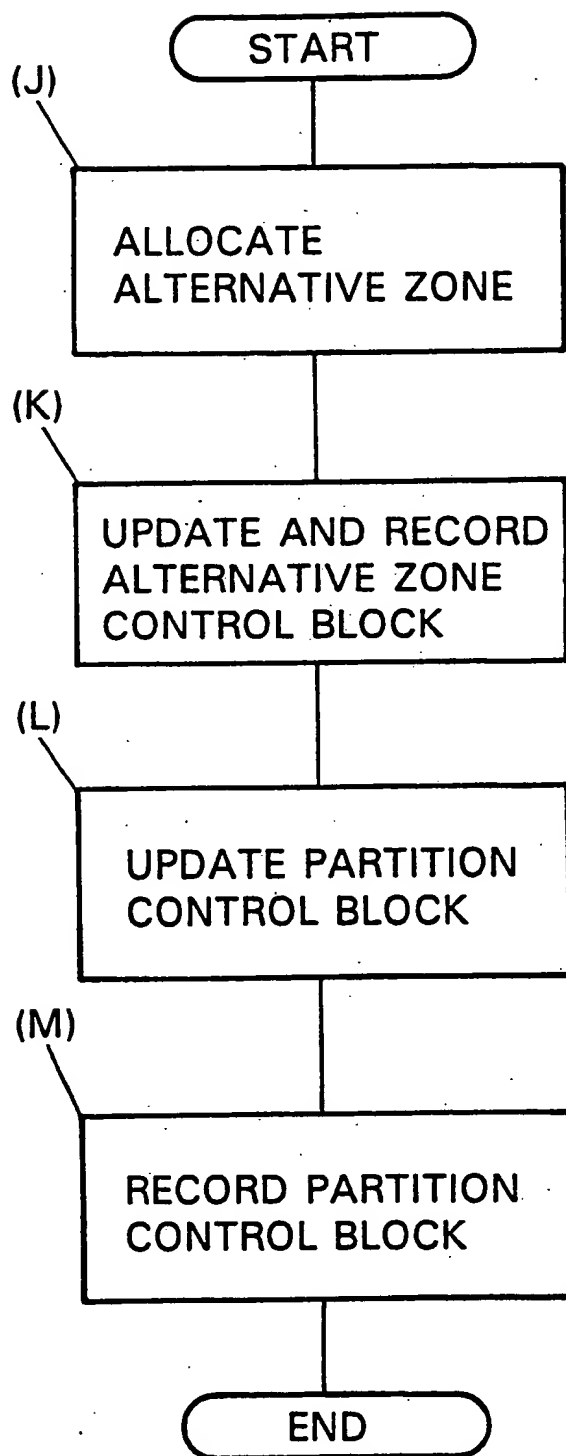 START
(J)
ALLOCATE
ALTERNATIVE ZONE
(K)
UPDATE AND RECORD
ALTERNATIVE ZONE
CONTROL BLOCK
(L)
UPDATE PARTITION
CONTROL BLOCK
(M)
RECORD PARTITION
CONTROL BLOCK
END